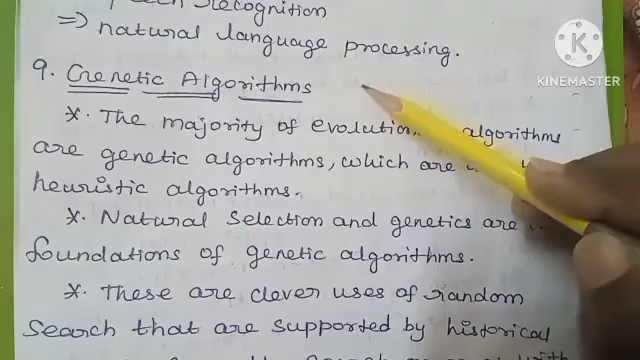 Recognition
⇒ natural language processing.
9. Genetic Algorithms
*. The majority of evolution algorithms
are genetic algorithms, which are
heuristic algorithms.
*. Natural Selection and genetics are
foundations of genetic algorithms.
*. These are clever uses of random
search that are supported by historical
K
KINEMASTER